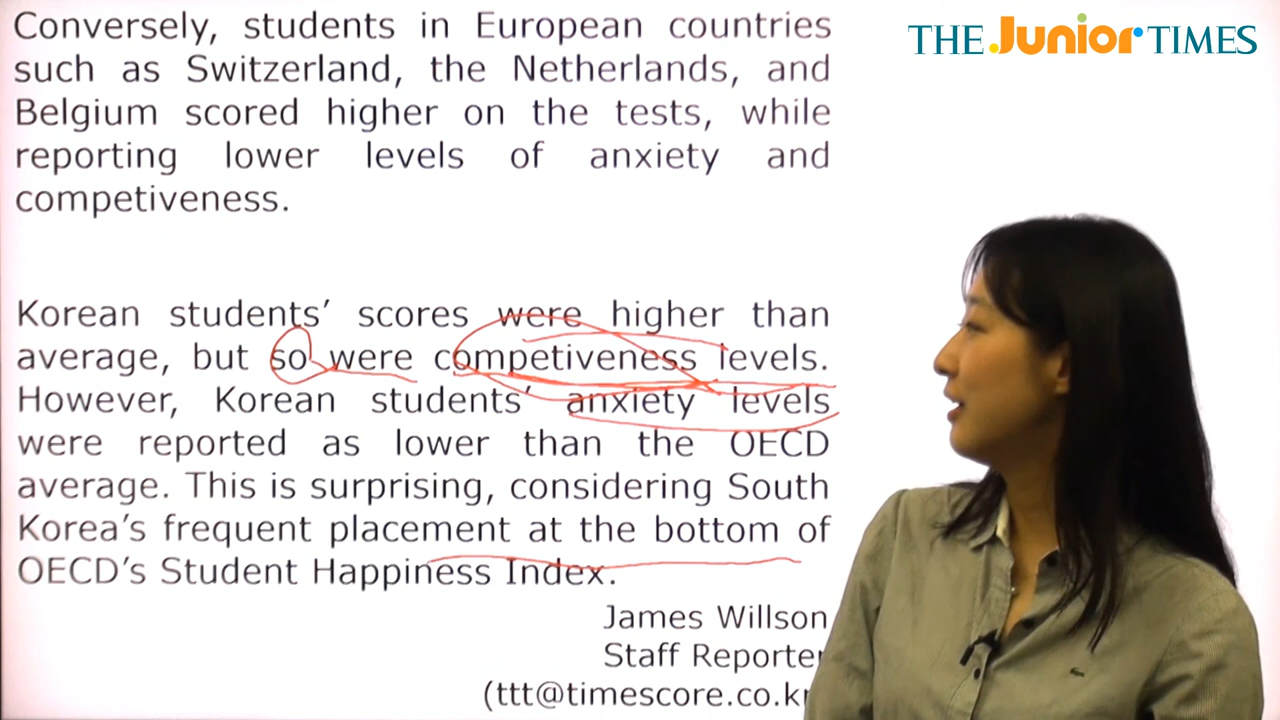 THE Junior TIMES
Conversely, students in European countries
such as Switzerland, the Netherlands, and
Belgium scored higher on the tests, while
reporting lower levels of anxiety and
competiveness.
Korean students’ scores were higher than
average, but so were competiveness levels.
However, Korean students’ anxiety levels
were reported as lower than the OECD
average. This is surprising, considering South
Korea’s frequent placement at the bottom of
OECD’s Student Happiness Index.
James Willson
Staff Reporter
(ttt@timescore.co.kr